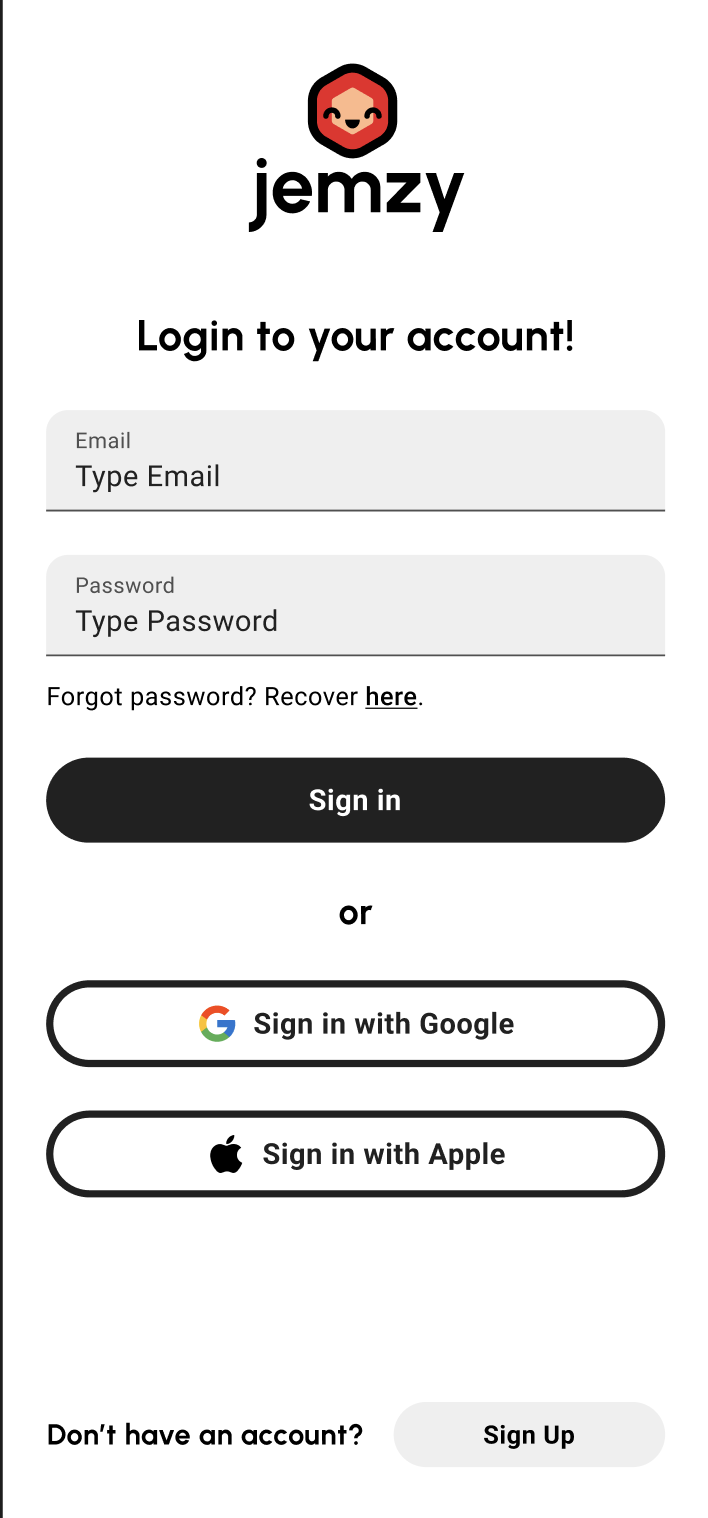 jemzy
Login to your account!
Email
Type Email
Password
Type Password
Forgot password? Recover here.
Sign in
or
Sign in with Google
Sign in with Apple
Don't have an account?
Sign Up